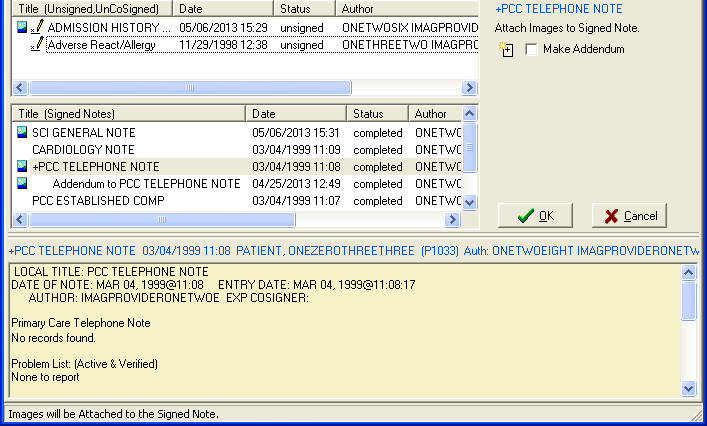 Title (Unsigned,UnCoSigned) Date Status Author
ADMISSION HISTORY ... 05/06/2013 15:29 unsigned ONETWOSIX IMAGPROVI
Adverse React/Allergy 11/29/1998 12:38 unsigned ONETHREETWO IMAGPRO
+PCC TELEPHONE NOTE
Attach Images to Signed Note.
Make Addendum
Title (Signed Notes) Date Status Author
SCI GENERAL NOTE 05/06/2013 15:31 completed ONETWO
CARDIOLOGY NOTE 03/04/1999 11:09 completed ONETWO
+PCC TELEPHONE NOTE 03/04/1999 11:08 completed ONETWO
Addendum to PCC TELEPHONE NOTE 04/25/2013 12:49 completed ONETWO
PCC ESTABLISHED COMP 03/04/1999 11:07 completed ONETWO
OK Cancel
+PCC TELEPHONE NOTE 03/04/1999 11:08 PATIENT, ONEZEROTHREETHREE (P1033) Auth: ONETWOEIGHT IMAGPROVIDERONETW
LOCAL TITLE: PCC TELEPHONE NOTE
DATE OF NOTE: MAR 04, 1999@11:08 ENTRY DATE: MAR 04, 1999@11:08:17
AUTHOR: IMAGPROVIDERONETWOE EXP COSIGNER:
Primary Care Telephone Note
No records found.
Problem List: (Active & Verified)
None to report
Images will be Attached to the Signed Note.